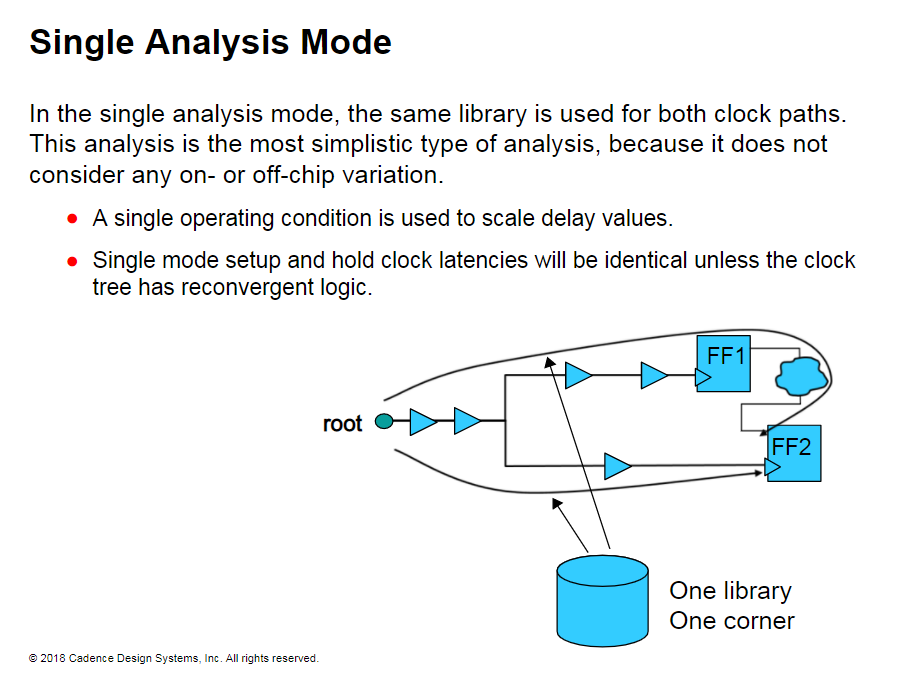 Single Analysis Mode
In the single analysis mode, the same library is used for both clock paths.
This analysis is the most simplistic type of analysis, because it does not
consider any on- or off-chip variation.
● A single operating condition is used to scale delay values.
● Single mode setup and hold clock latencies will be identical unless the clock
tree has reconvergent logic.
FF1
root
FF2
One library
One corner
© 2018 Cadence Design Systems, Inc. All rights reserved.